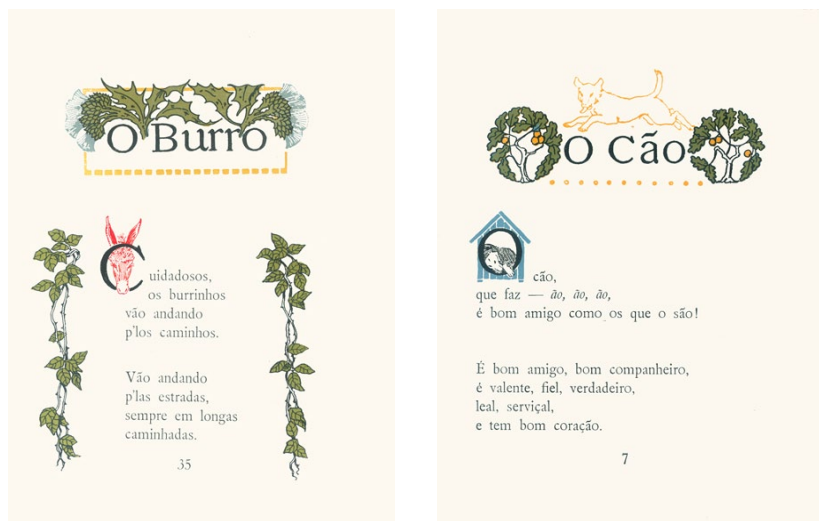 O Burro
Cuidadosos,
os burrinhos
vão andando
p'los caminhos.
Vão andando
p'las estradas,
sempre em longas
caminhadas.
35
O Cão
O cão,
que faz — ão, ão, ão,
é bom amigo como os que o são!
É bom amigo, bom companheiro,
é valente, fiel, verdadeiro,
leal, serviçal,
e tem bom coração.
7